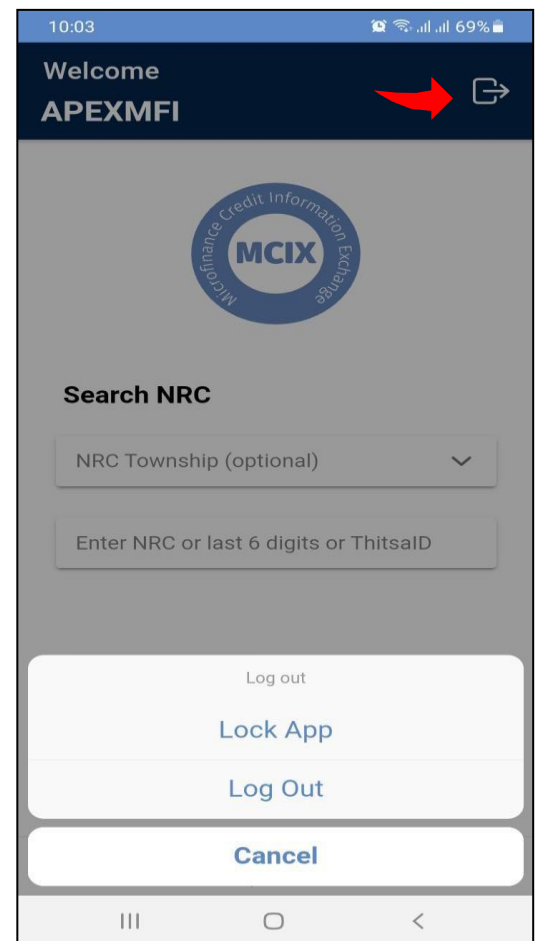 10:03 69%
Welcome
APEXMFI
Microfinance Credit Information Exchange
MCIX
Search NRC
NRC Township (optional)
Enter NRC or last 6 digits or ThitsaID
Log out
Lock App
Log Out
Cancel